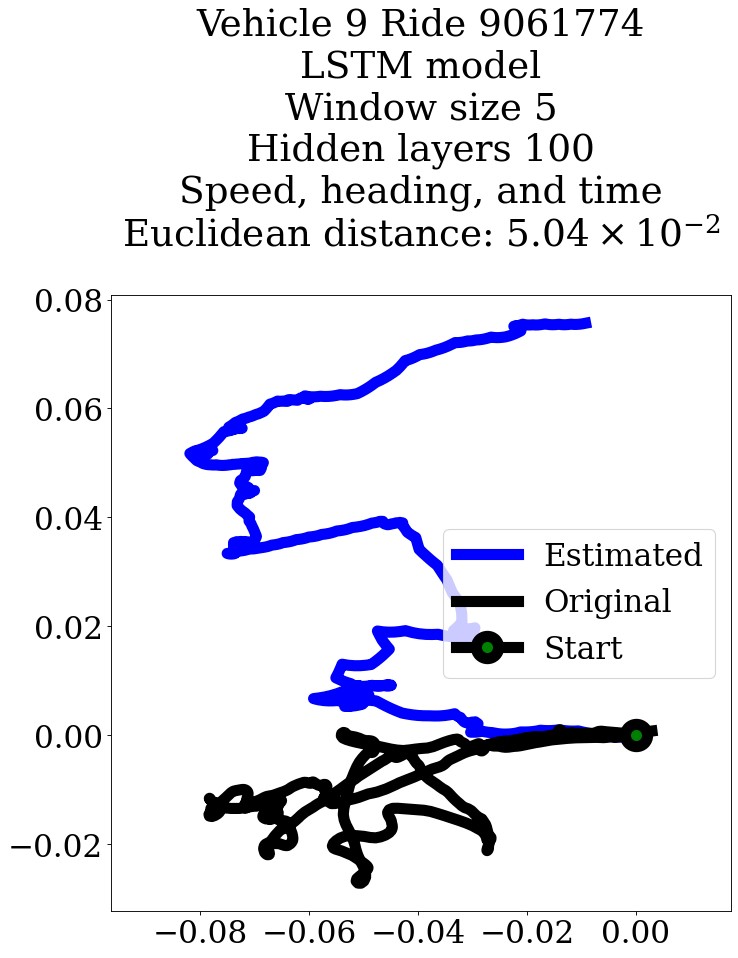 Vehicle 9 Ride 9061774
LSTM model
Window size 5
Hidden layers 100
Speed, heading, and time
Euclidean distance: 5.04 × 10⁻²
0.08
0.06
0.04
0.02
0.00
−0.02
Estimated
Original
Start
−0.08 −0.06 −0.04 −0.02 0.00